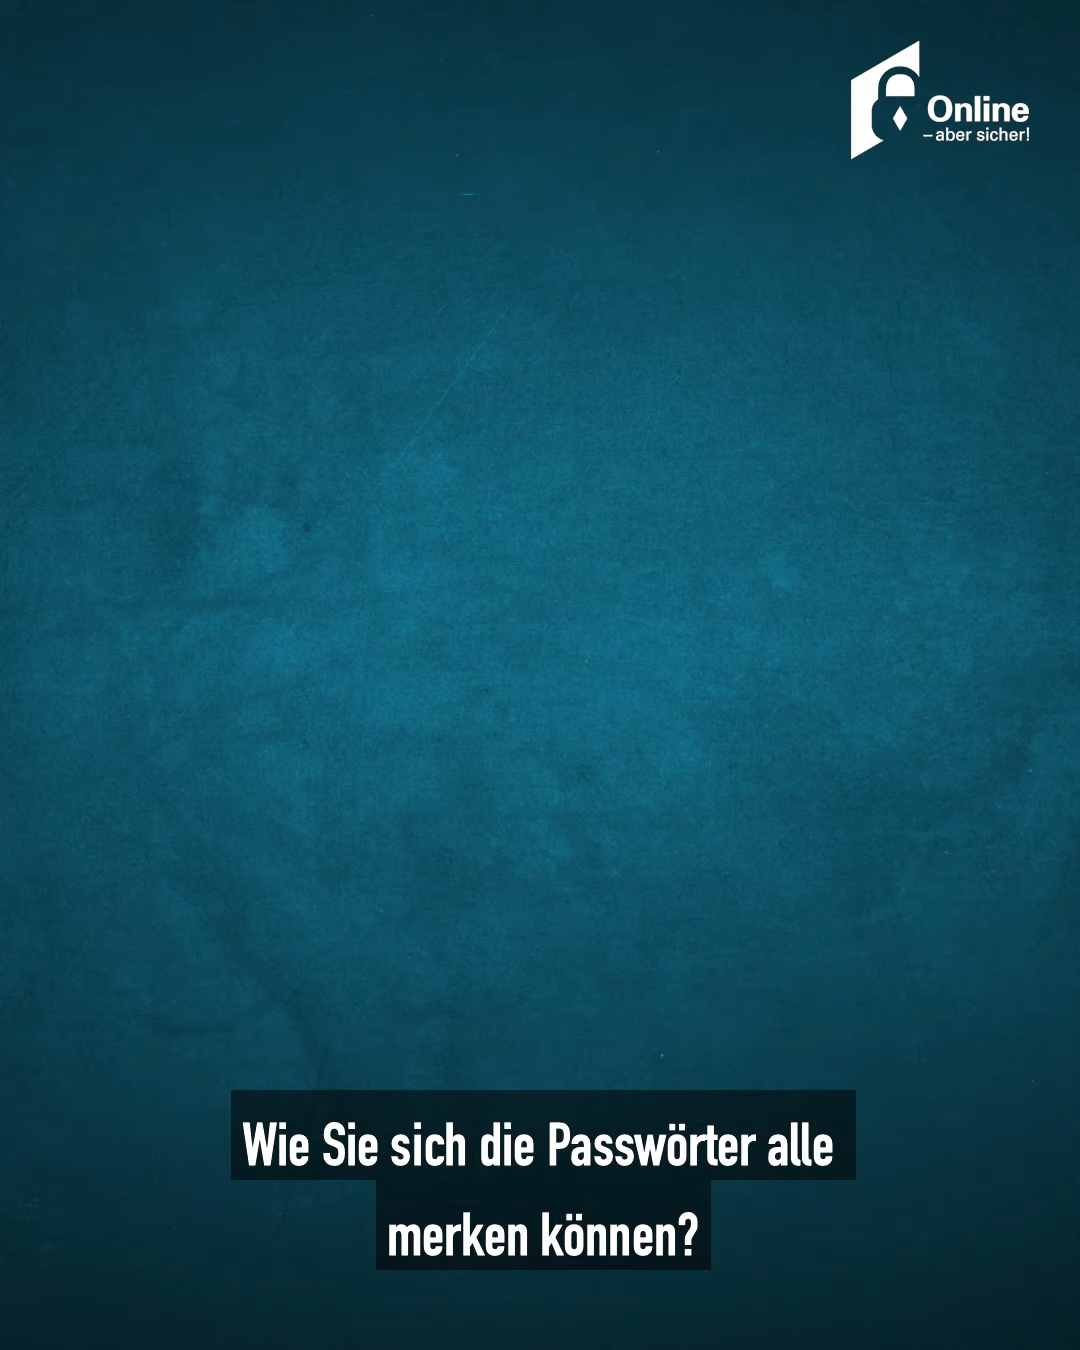 Online
– aber sicher!
Wie Sie sich die Passwörter alle
merken können?